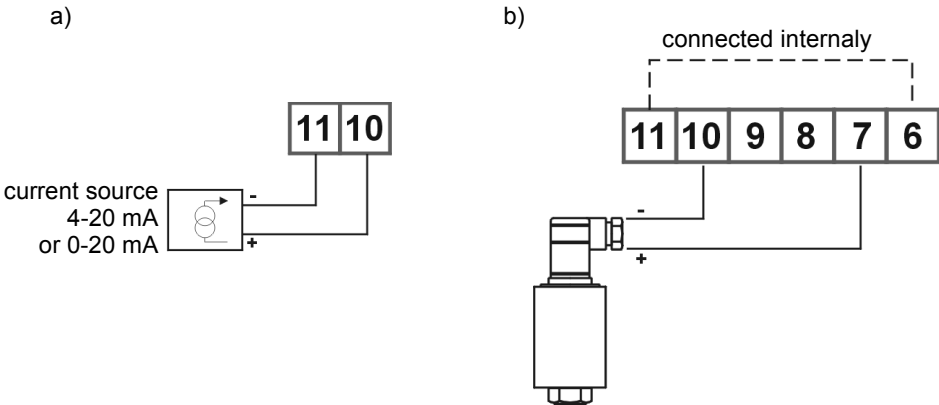 a)
11 10
current source
4-20 mA
or 0-20 mA
-
+
b)
connected internaly
11 10 9 8 7 6
-
+